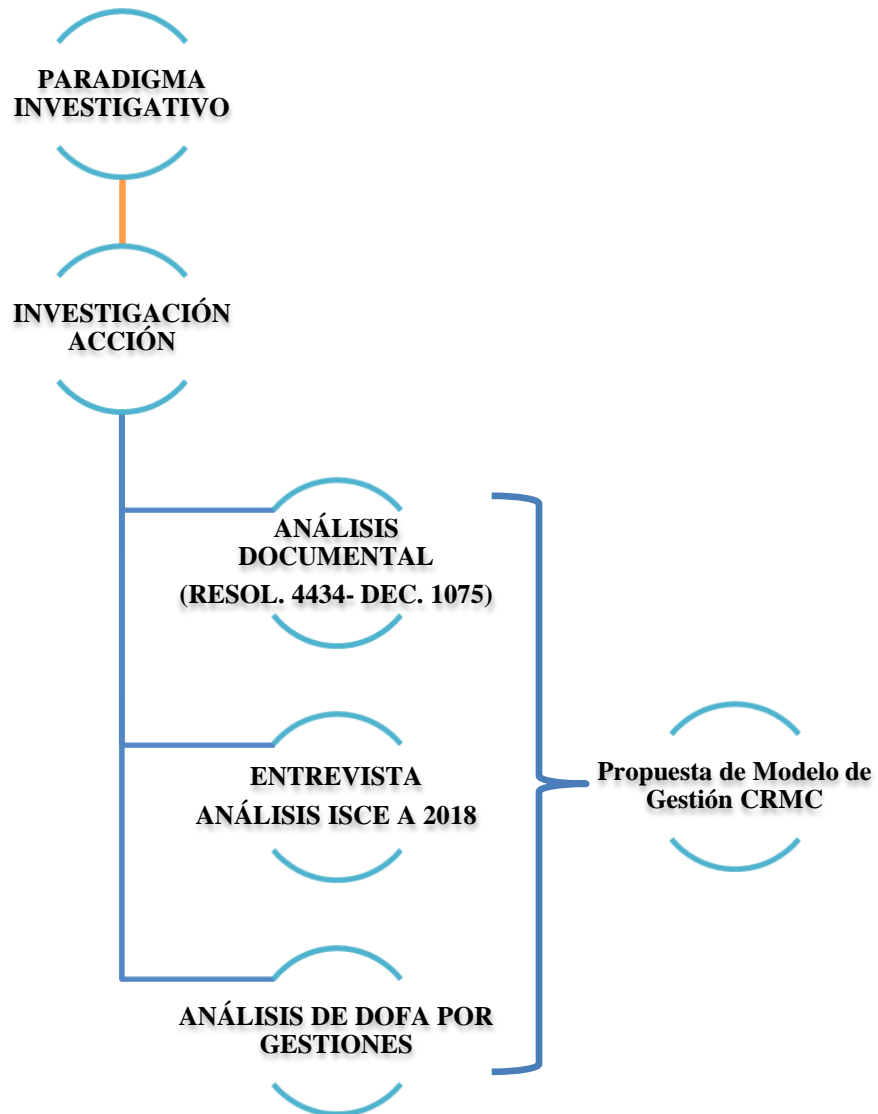 PARADIGMA
INVESTIGATIVO
INVESTIGACIÓN
ACCIÓN
ANÁLISIS
DOCUMENTAL
(RESOL. 4434- DEC. 1075)
ENTREVISTA
ANÁLISIS ISCE A 2018
ANÁLISIS DE DOFA POR
GESTIONES
Propuesta de Modelo de
Gestión CRMC